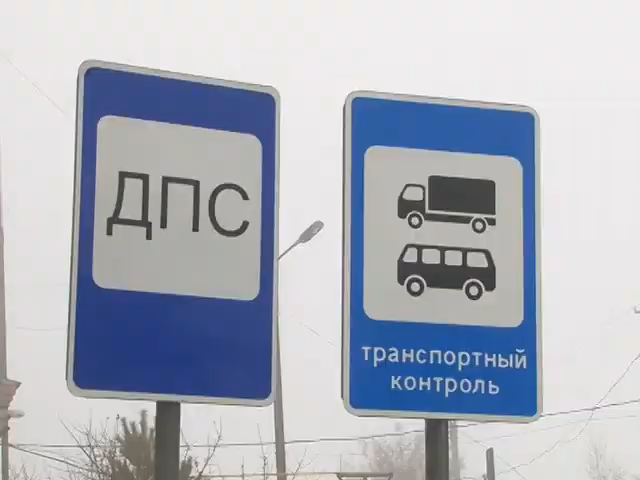 ДПС
транспортный
контроль